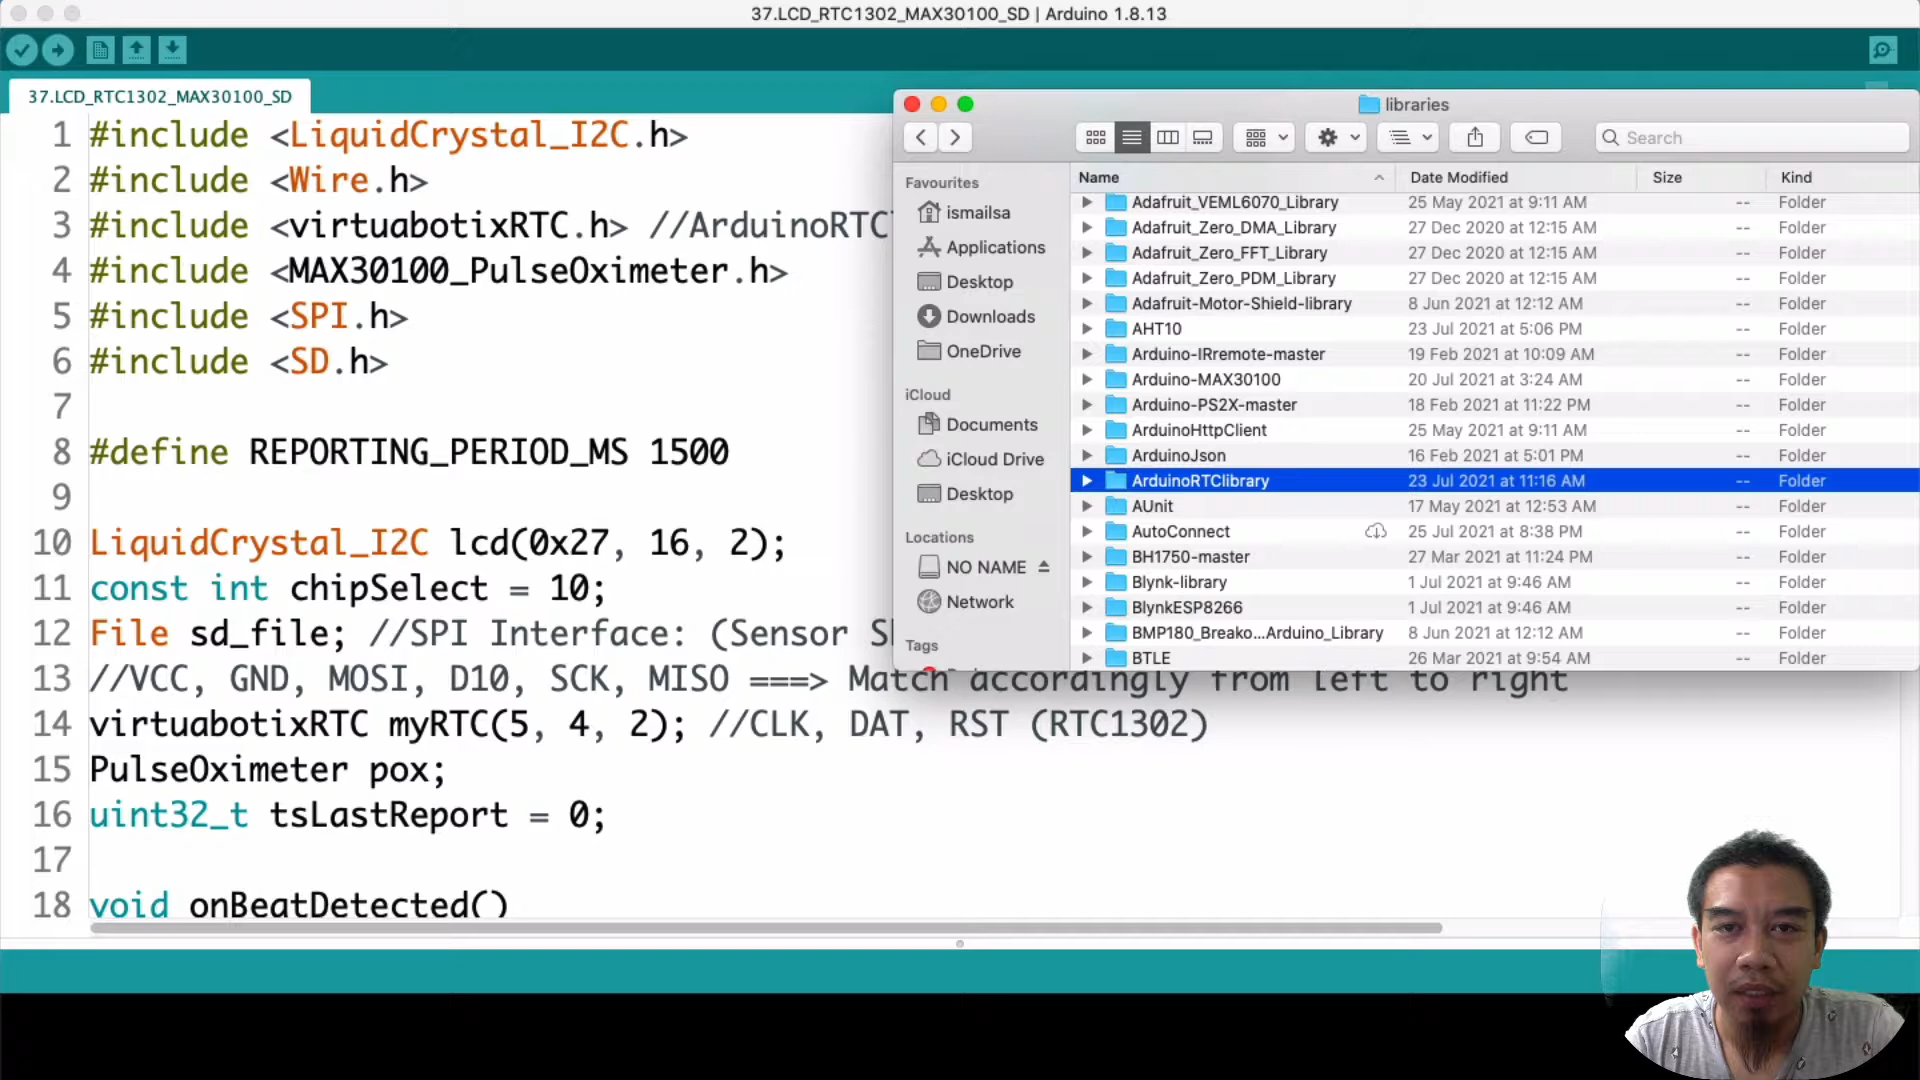 37.LCD_RTC1302_MAX30100_SD | Arduino 1.8.13
37.LCD_RTC1302_MAX30100_SD
1 #include <LiquidCrystal_I2C.h>
2 #include <Wire.h>
3 #include <virtuabotixRTC.h> //ArduinoRTC
4 #include <MAX30100_PulseOximeter.h>
5 #include <SPI.h>
6 #include <SD.h>
7
8 #define REPORTING_PERIOD_MS 1500
9
10 LiquidCrystal_I2C lcd(0x27, 16, 2);
11 const int chipSelect = 10;
12 File sd_file; //SPI Interface: (Sensor
13 //VCC, GND, MOSI, D10, SCK, MISO ===> Match accordingly from left to right
14 virtuabotixRTC myRTC(5, 4, 2); //CLK, DAT, RST (RTC1302)
15 PulseOximeter pox;
16 uint32_t tsLastReport = 0;
17
18 void onBeatDetected()
libraries
Search
Favourites
ismailsa
Applications
Desktop
Downloads
OneDrive
iCloud
Documents
iCloud Drive
Desktop
Locations
NO NAME
Network
Tags
Name Date Modified Size Kind
Adafruit_VEML6070_Library 25 May 2021 at 9:11 AM -- Folder
Adafruit_Zero_DMA_Library 27 Dec 2020 at 12:15 AM -- Folder
Adafruit_Zero_FFT_Library 27 Dec 2020 at 12:15 AM -- Folder
Adafruit_Zero_PDM_Library 27 Dec 2020 at 12:15 AM -- Folder
Adafruit-Motor-Shield-library 8 Jun 2021 at 12:12 AM -- Folder
AHT10 23 Jul 2021 at 5:06 PM -- Folder
Arduino-IRremote-master 19 Feb 2021 at 10:09 AM -- Folder
Arduino-MAX30100 20 Jul 2021 at 3:24 AM -- Folder
Arduino-PS2X-master 18 Feb 2021 at 11:22 PM -- Folder
ArduinoHttpClient 25 May 2021 at 9:11 AM -- Folder
ArduinoJson 16 Feb 2021 at 5:01 PM -- Folder
ArduinoRTClibrary 23 Jul 2021 at 11:16 AM -- Folder
AUnit 17 May 2021 at 12:53 AM -- Folder
AutoConnect 25 Jul 2021 at 8:38 PM -- Folder
BH1750-master 27 Mar 2021 at 11:24 PM -- Folder
Blynk-library 1 Jul 2021 at 9:46 AM -- Folder
BlynkESP8266 1 Jul 2021 at 9:46 AM -- Folder
BMP180_Breako...Arduino_Library 8 Jun 2021 at 12:12 AM -- Folder
BTLE 26 Mar 2021 at 9:54 AM -- Folder